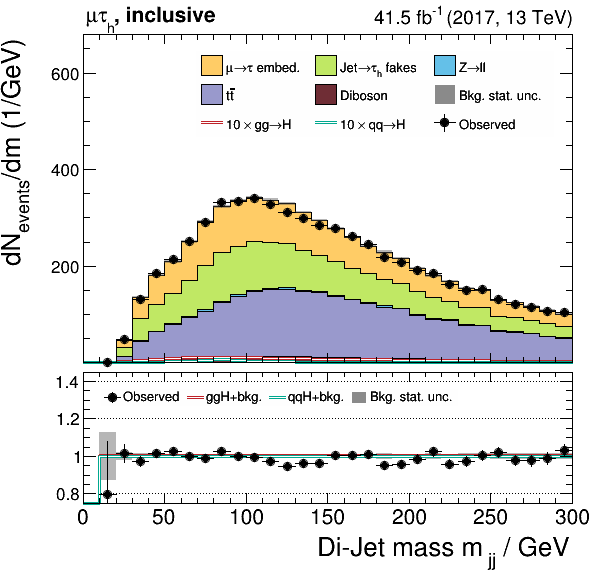 μτh, inclusive
41.5 fb-1 (2017, 13 TeV)
dNevents/dm (1/GeV)
600
400
200
μ→τ embed.
Jet→τh fakes
Z→ll
tt̄
Diboson
Bkg. stat. unc.
10 × gg→H
10 × qq→H
Observed
1.4
1.2
1
0.8
Observed
ggH+bkg.
qqH+bkg.
Bkg. stat. unc.
0 50 100 150 200 250 300
Di-Jet mass mjj / GeV